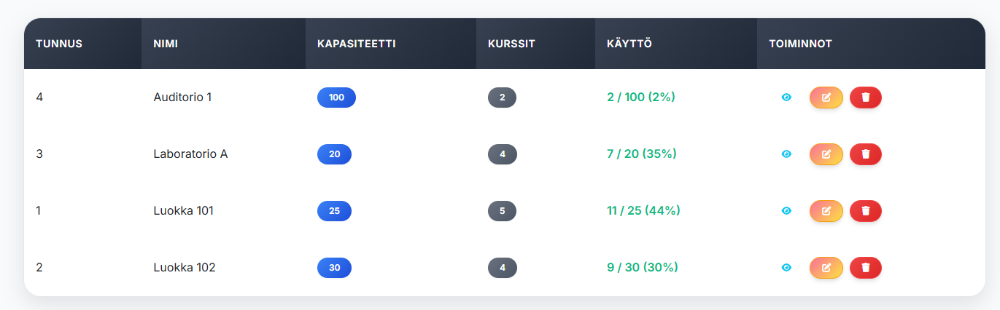 TUNNUS NIMI KAPASITEETTI KURSSIT KÄYTTÖ TOIMINNOT
4 Auditorio 1 100 2 2 / 100 (2%)
3 Laboratorio A 20 4 7 / 20 (35%)
1 Luokka 101 25 5 11 / 25 (44%)
2 Luokka 102 30 4 9 / 30 (30%)